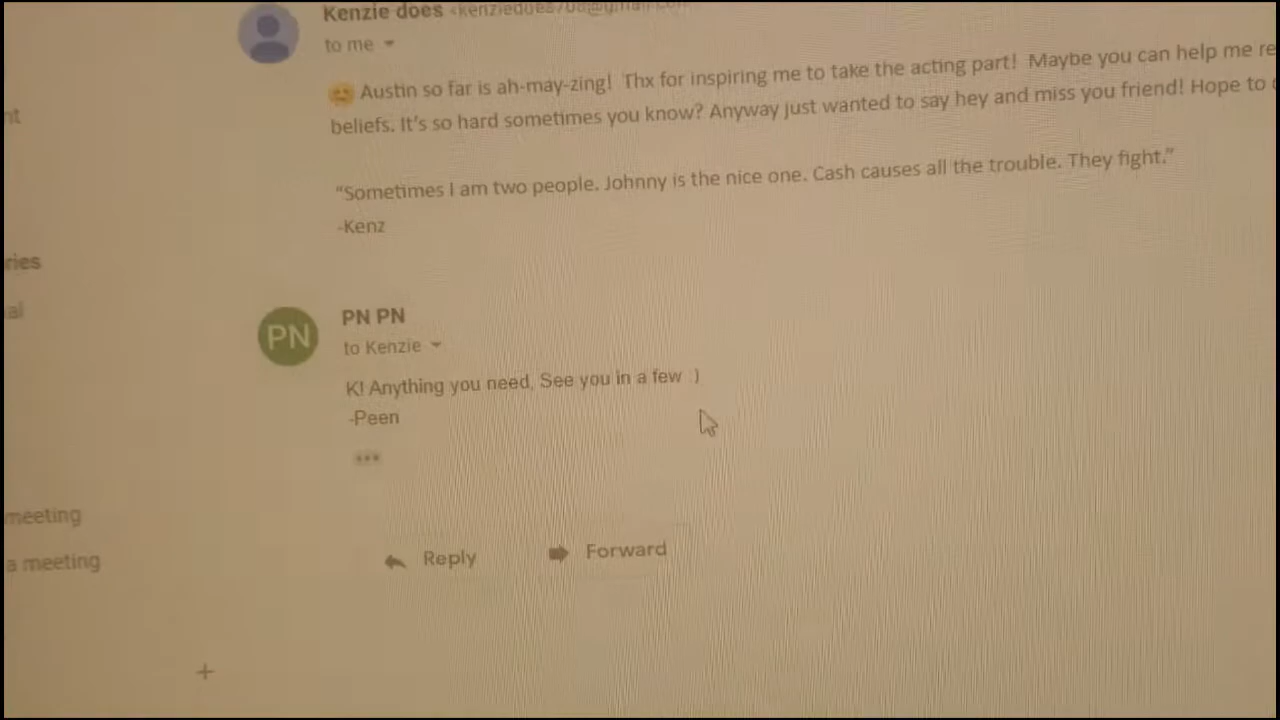 Kenzie does
to me
Austin so far is ah-may-zing! Thx for inspiring me to take the acting part! Maybe you can help me re
beliefs. It's so hard sometimes you know? Anyway just wanted to say hey and miss you friend! Hope to
"Sometimes I am two people. Johnny is the nice one. Cash causes all the trouble. They fight."
-Kenz
ries
al
PN PN
PN
to Kenzie
K! Anything you need, See you in a few :)
-Peen
•••
meeting
a meeting
Reply
Forward
+